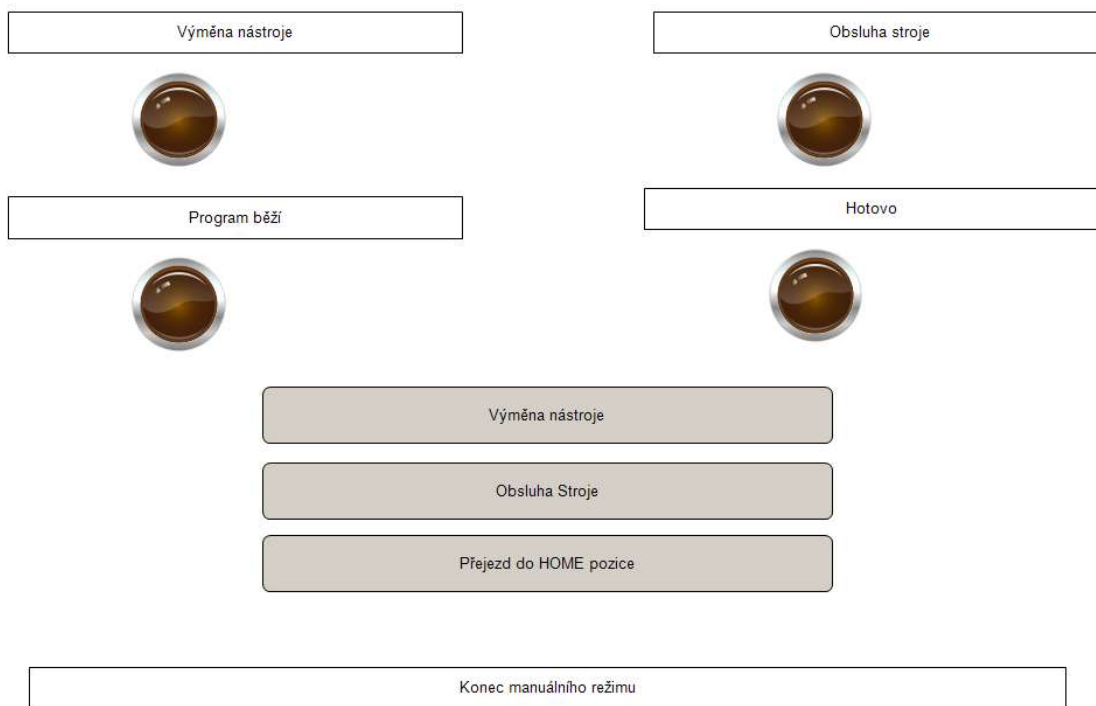 Výměna nástroje
Obsluha stroje
Program běží
Hotovo
Výměna nástroje
Obsluha Stroje
Přejezd do HOME pozice
Konec manuálního režimu